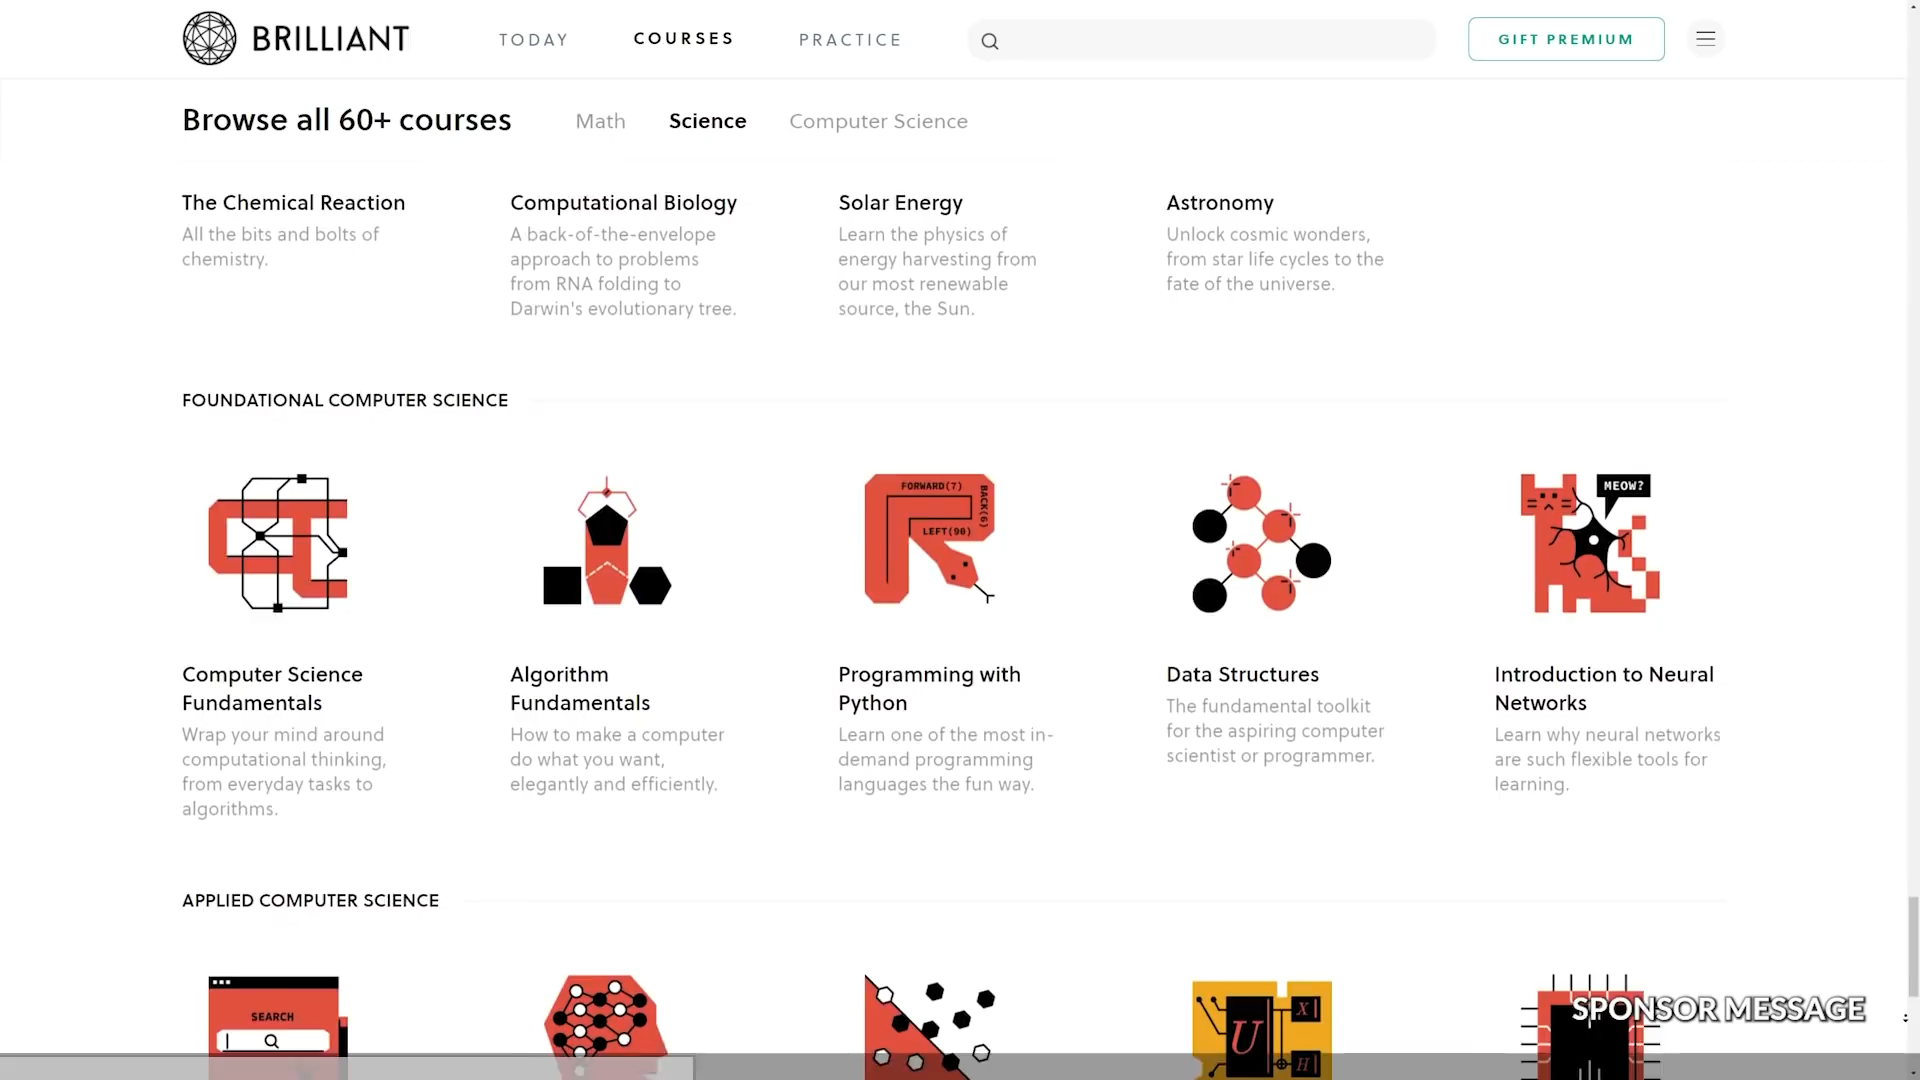 BRILLIANT
TODAY
COURSES
PRACTICE
GIFT PREMIUM
Browse all 60+ courses
Math
Science
Computer Science
The Chemical Reaction
All the bits and bolts of
chemistry.
Computational Biology
A back-of-the-envelope
approach to problems
from RNA folding to
Darwin's evolutionary tree.
Solar Energy
Learn the physics of
energy harvesting from
our most renewable
source, the Sun.
Astronomy
Unlock cosmic wonders,
from star life cycles to the
fate of the universe.
FOUNDATIONAL COMPUTER SCIENCE
FORWARD(7)
BACK(6)
LEFT(90)
MEOW?
Computer Science
Fundamentals
Wrap your mind around
computational thinking,
from everyday tasks to
algorithms.
Algorithm
Fundamentals
How to make a computer
do what you want,
elegantly and efficiently.
Programming with
Python
Learn one of the most in-
demand programming
languages the fun way.
Data Structures
The fundamental toolkit
for the aspiring computer
scientist or programmer.
Introduction to Neural
Networks
Learn why neural networks
are such flexible tools for
learning.
APPLIED COMPUTER SCIENCE
SEARCH
U
X
H
SPONSOR MESSAGE